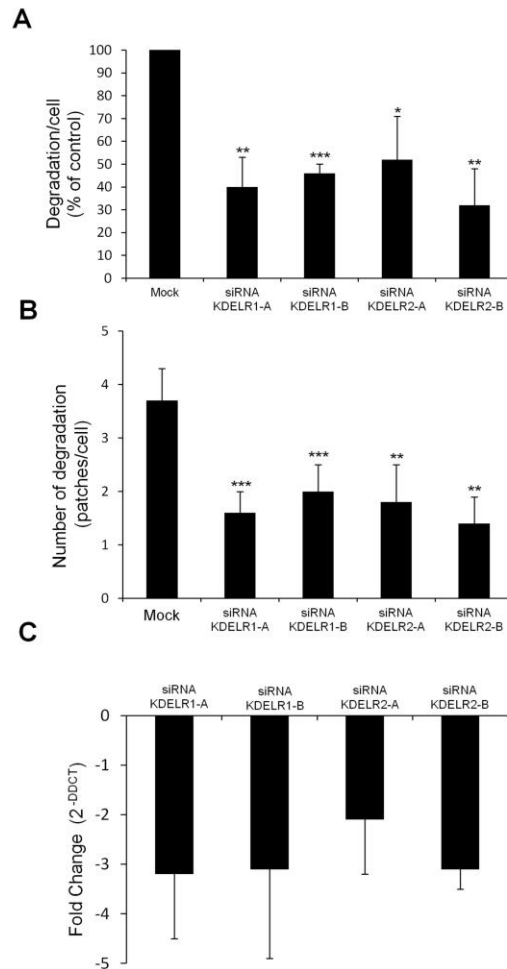 A
Degradation/cell
(% of control)
100
90
80
70
60
50
40
30
20
10
0
**
***
*
**
Mock
siRNA
KDELR1-A
siRNA
KDELR1-B
siRNA
KDELR2-A
siRNA
KDELR2-B
B
Number of degradation
(patches/cell)
5
4
3
2
1
0
***
***
**
**
Mock
siRNA
KDELR1-A
siRNA
KDELR1-B
siRNA
KDELR2-A
siRNA
KDELR2-B
C
siRNA
KDELR1-A
siRNA
KDELR1-B
siRNA
KDELR2-A
siRNA
KDELR2-B
Fold Change (2-DDCT)
0
-1
-2
-3
-4
-5